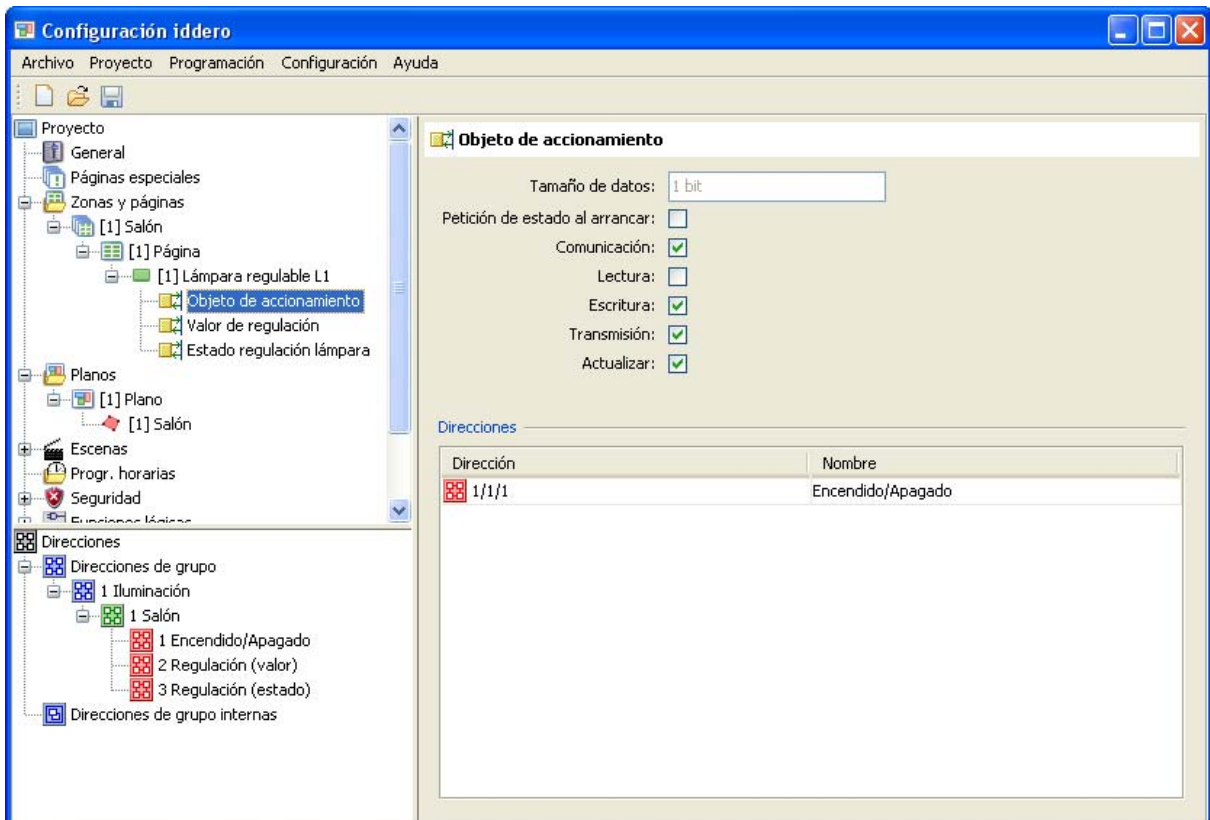 Configuración iddero
Archivo Proyecto Programación Configuración Ayuda
Proyecto
General
Páginas especiales
Zonas y páginas
[1] Salón
[1] Página
[1] Lámpara regulable L1
Objeto de accionamiento
Valor de regulación
Estado regulación lámpara
Planos
[1] Plano
[1] Salón
Escenas
Progr. horarias
Seguridad
Funciones lógicas
Direcciones
Direcciones de grupo
1 Iluminación
1 Salón
1 Encendido/Apagado
2 Regulación (valor)
3 Regulación (estado)
Direcciones de grupo internas
Objeto de accionamiento
Tamaño de datos: 1 bit
Petición de estado al arrancar:
Comunicación:
Lectura:
Escritura:
Transmisión:
Actualizar:
Direcciones
Dirección Nombre
1/1/1 Encendido/Apagado